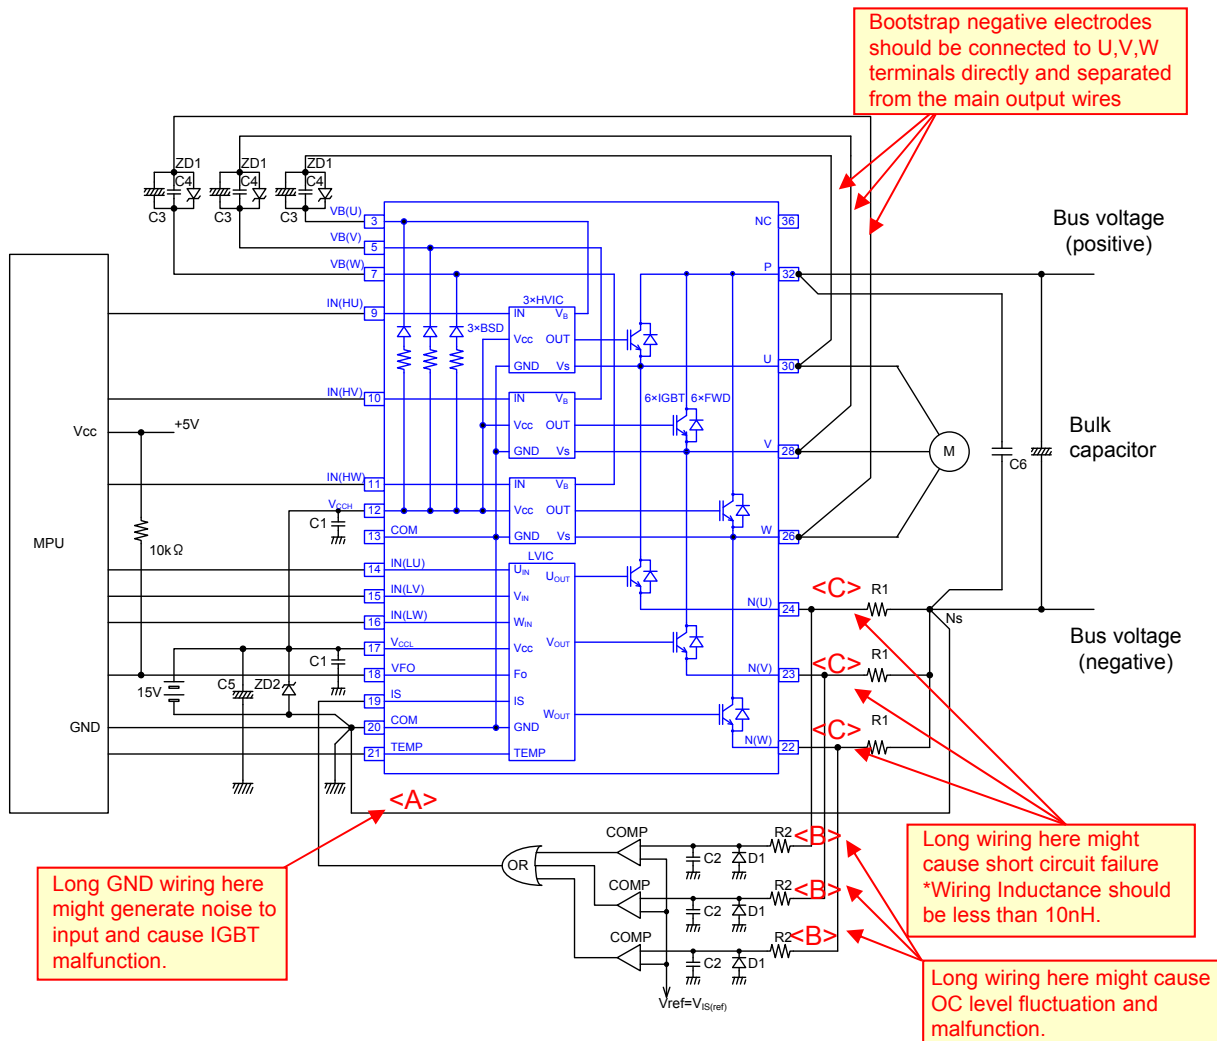 Bootstrap negative electrodes
should be connected to U,V,W
terminals directly and separated
from the main output wires
ZD1
ZD1
ZD1
C4
C4
C4
C3
C3
C3
VB(U)
3
VB(V)
5
VB(W)
7
NC
36
P
32
Bus voltage
(positive)
IN(HU)
9
3×HVIC
3×BSD
IN
VB
Vcc
OUT
GND
Vs
U
30
IN(HV)
10
IN
VB
Vcc
OUT
GND
Vs
6×IGBT
6×FWD
V
28
M
C6
Bulk
capacitor
Vcc
+5V
IN(HW)
11
IN
VB
VCCH
12
Vcc
OUT
C1
13
COM
GND
Vs
W
26
MPU
10kΩ
LVIC
14
IN(LU)
UIN
UOUT
15
IN(LV)
VIN
16
IN(LW)
WIN
N(U)
24
<C>
R1
Ns
17
VCCL
Vcc
VOUT
C1
18
VFO
Fo
N(V)
23
<C>
R1
Bus voltage
(negative)
15V
C5
ZD2
19
IS
IS
WOUT
GND
20
COM
GND
21
TEMP
TEMP
N(W)
22
<C>
R1
<A>
COMP
C2
D1
R2
<B>
OR
COMP
C2
D1
R2
<B>
COMP
C2
D1
R2
<B>
Vref=VIS(ref)
Long GND wiring here
might generate noise to
input and cause IGBT
malfunction.
Long wiring here might
cause short circuit failure
*Wiring Inductance should
be less than 10nH.
Long wiring here might cause
OC level fluctuation and
malfunction.